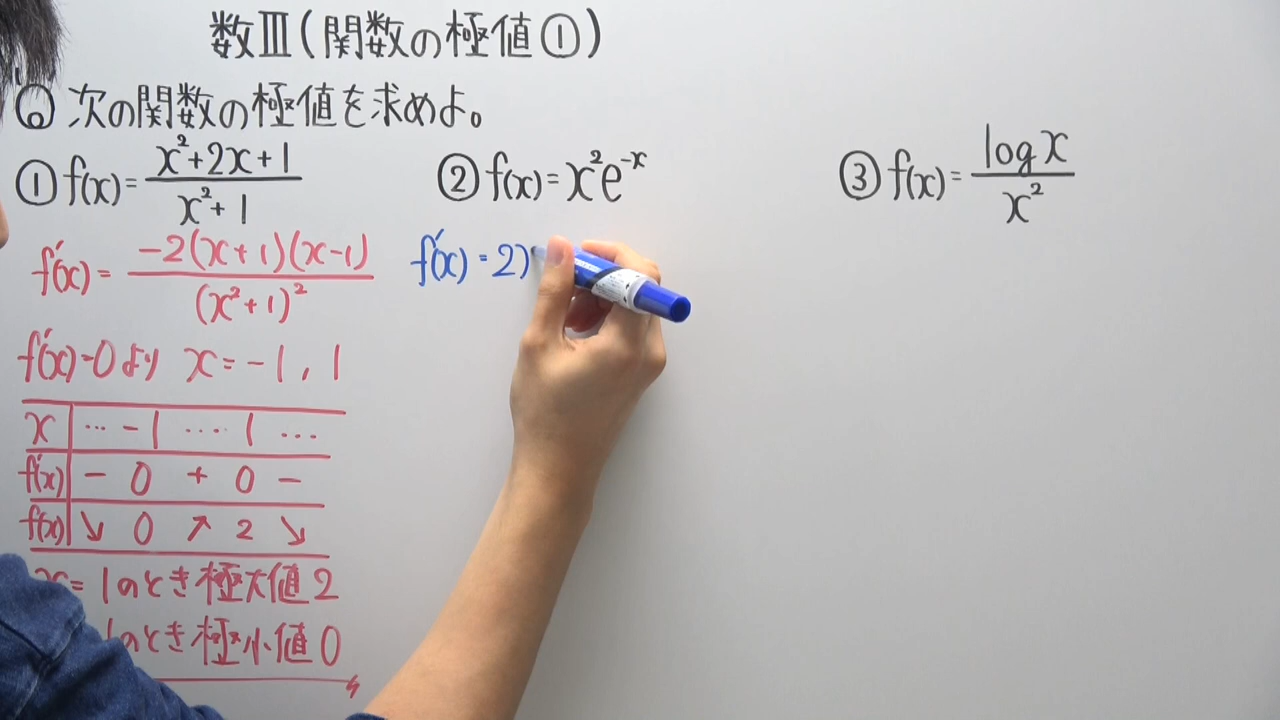 数Ⅲ(関数の極値①)
Q 次の関数の極値を求めよ。
① f(x)=(x²+2x+1)/(x²+1)
f'(x)=-2(x+1)(x-1)/(x²+1)²
f'(x)=0より x=-1,1
x … -1 … 1 …
f'(x) - 0 + 0 -
f(x) ↘ 0 ↗ 2 ↘
x=1のとき極大値2
1のとき極小値0
② f(x)=x²e⁻ˣ
f'(x)=2
③ f(x)=log x/x²